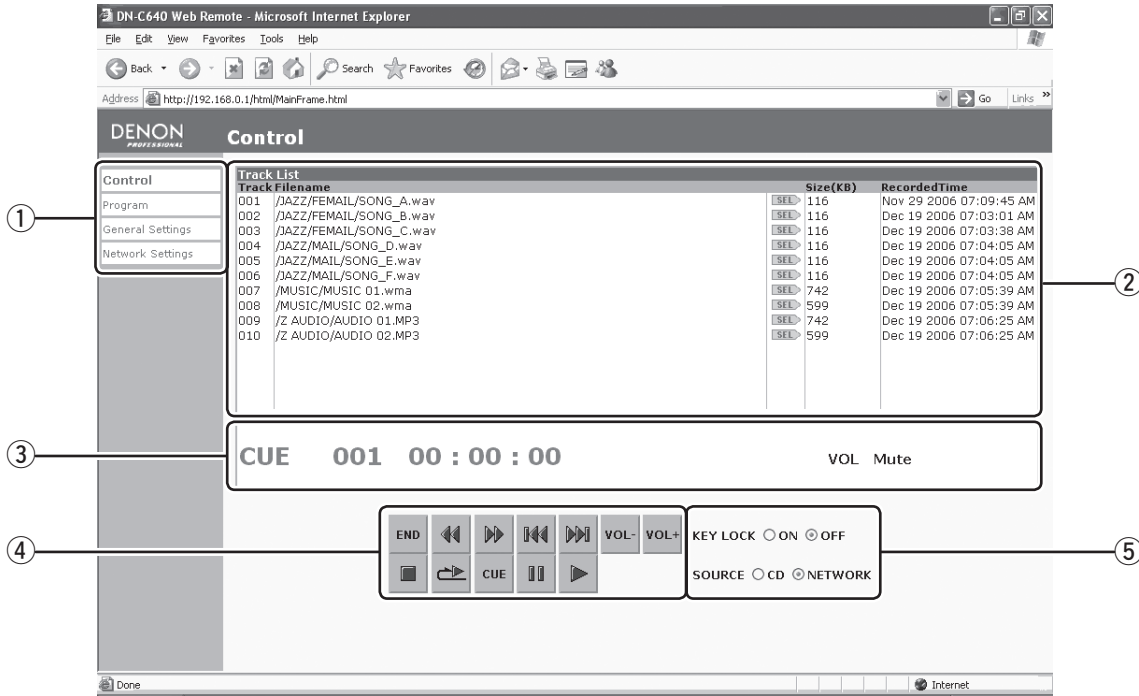 DN-C640 Web Remote - Microsoft Internet Explorer
File Edit View Favorites Tools Help
Back Search Favorites
Address http://192.168.0.1/html/MainFrame.html Go Links »
DENON
PROFESSIONAL
Control
Control
Program
General Settings
Network Settings
Track List
Track Filename Size(KB) RecordedTime
001 /JAZZ/FEMAIL/SONG_A.wav SEL 116 Nov 29 2006 07:09:45 AM
002 /JAZZ/FEMAIL/SONG_B.wav SEL 116 Dec 19 2006 07:03:01 AM
003 /JAZZ/FEMAIL/SONG_C.wav SEL 116 Dec 19 2006 07:03:38 AM
004 /JAZZ/MAIL/SONG_D.wav SEL 116 Dec 19 2006 07:04:05 AM
005 /JAZZ/MAIL/SONG_E.wav SEL 116 Dec 19 2006 07:04:05 AM
006 /JAZZ/MAIL/SONG_F.wav SEL 116 Dec 19 2006 07:04:05 AM
007 /MUSIC/MUSIC 01.wma SEL 742 Dec 19 2006 07:05:39 AM
008 /MUSIC/MUSIC 02.wma SEL 599 Dec 19 2006 07:05:39 AM
009 /Z AUDIO/AUDIO 01.MP3 SEL 742 Dec 19 2006 07:06:25 AM
010 /Z AUDIO/AUDIO 02.MP3 SEL 599 Dec 19 2006 07:06:25 AM
①
②
③
CUE 001 00 : 00 : 00 VOL Mute
④
END VOL- VOL+
CUE
KEY LOCK ON OFF
SOURCE CD NETWORK
⑤
Done Internet